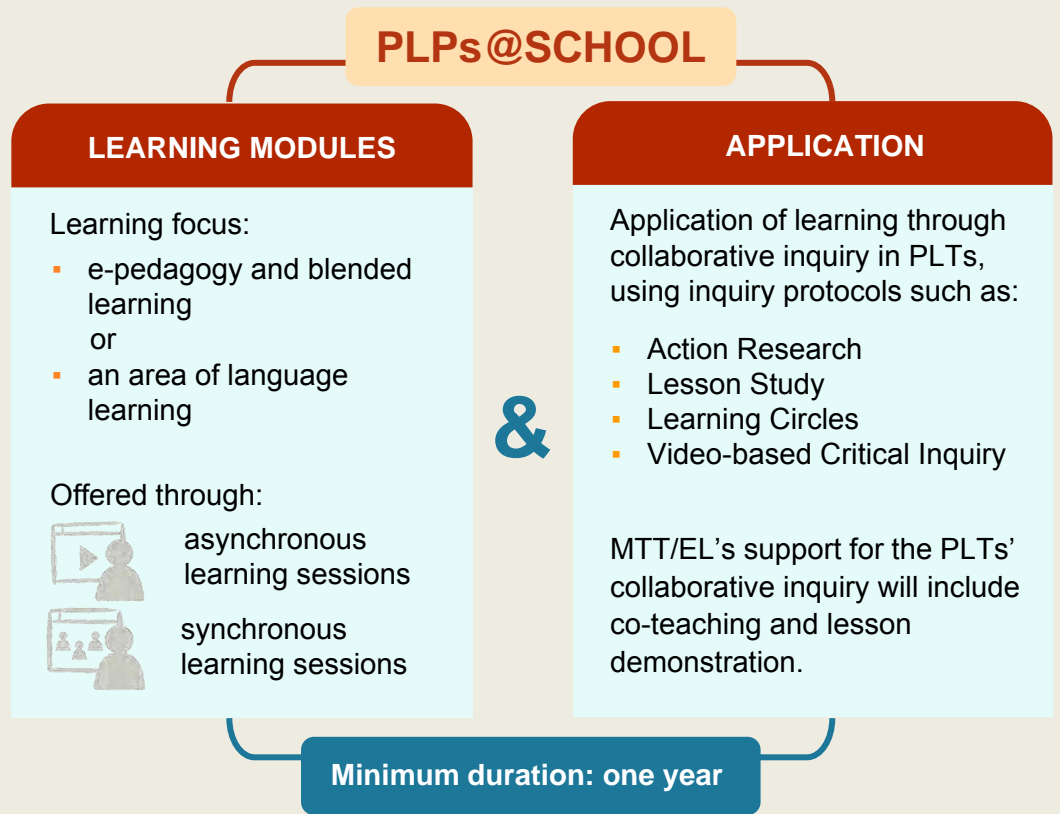 PLPs@SCHOOL
LEARNING MODULES
Learning focus:
▪ e-pedagogy and blended
learning
or
▪ an area of language
learning
Offered through:
asynchronous
learning sessions
synchronous
learning sessions
&
APPLICATION
Application of learning through
collaborative inquiry in PLTs,
using inquiry protocols such as:
▪ Action Research
▪ Lesson Study
▪ Learning Circles
▪ Video-based Critical Inquiry
MTT/EL’s support for the PLTs’
collaborative inquiry will include
co-teaching and lesson
demonstration.
Minimum duration: one year